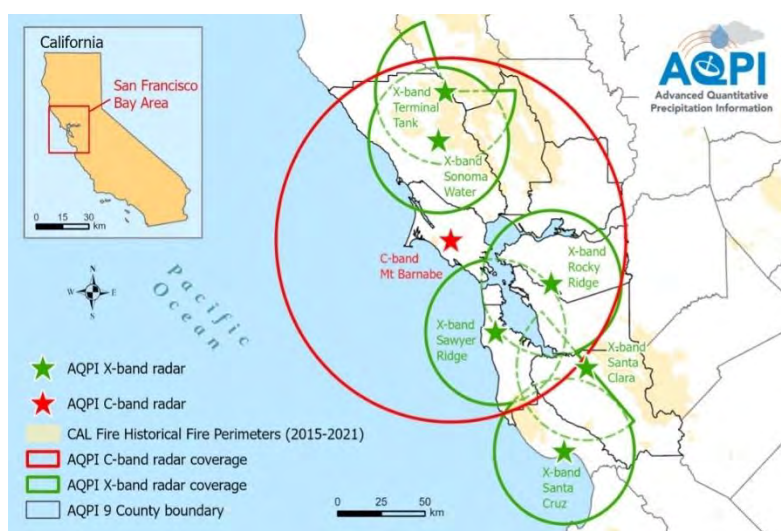 California
San Francisco
Bay Area
0 15 30
km
X-band
Terminal
Tank
X-band
Sonoma
Water
AQPI
Advanced Quantitative
Precipitation Information
C-band
Mt Barnabe
X-band
Rocky
Ridge
N
W E
S
Pacific
Ocean
X-band
Sawyer
Ridge
X-band
Santa
Clara
X-band
Santa
Cruz
AQPI X-band radar
AQPI C-band radar
CAL Fire Historical Fire Perimeters (2015-2021)
AQPI C-band radar coverage
AQPI X-band radar coverage
AQPI 9 County boundary
0 25 50
km